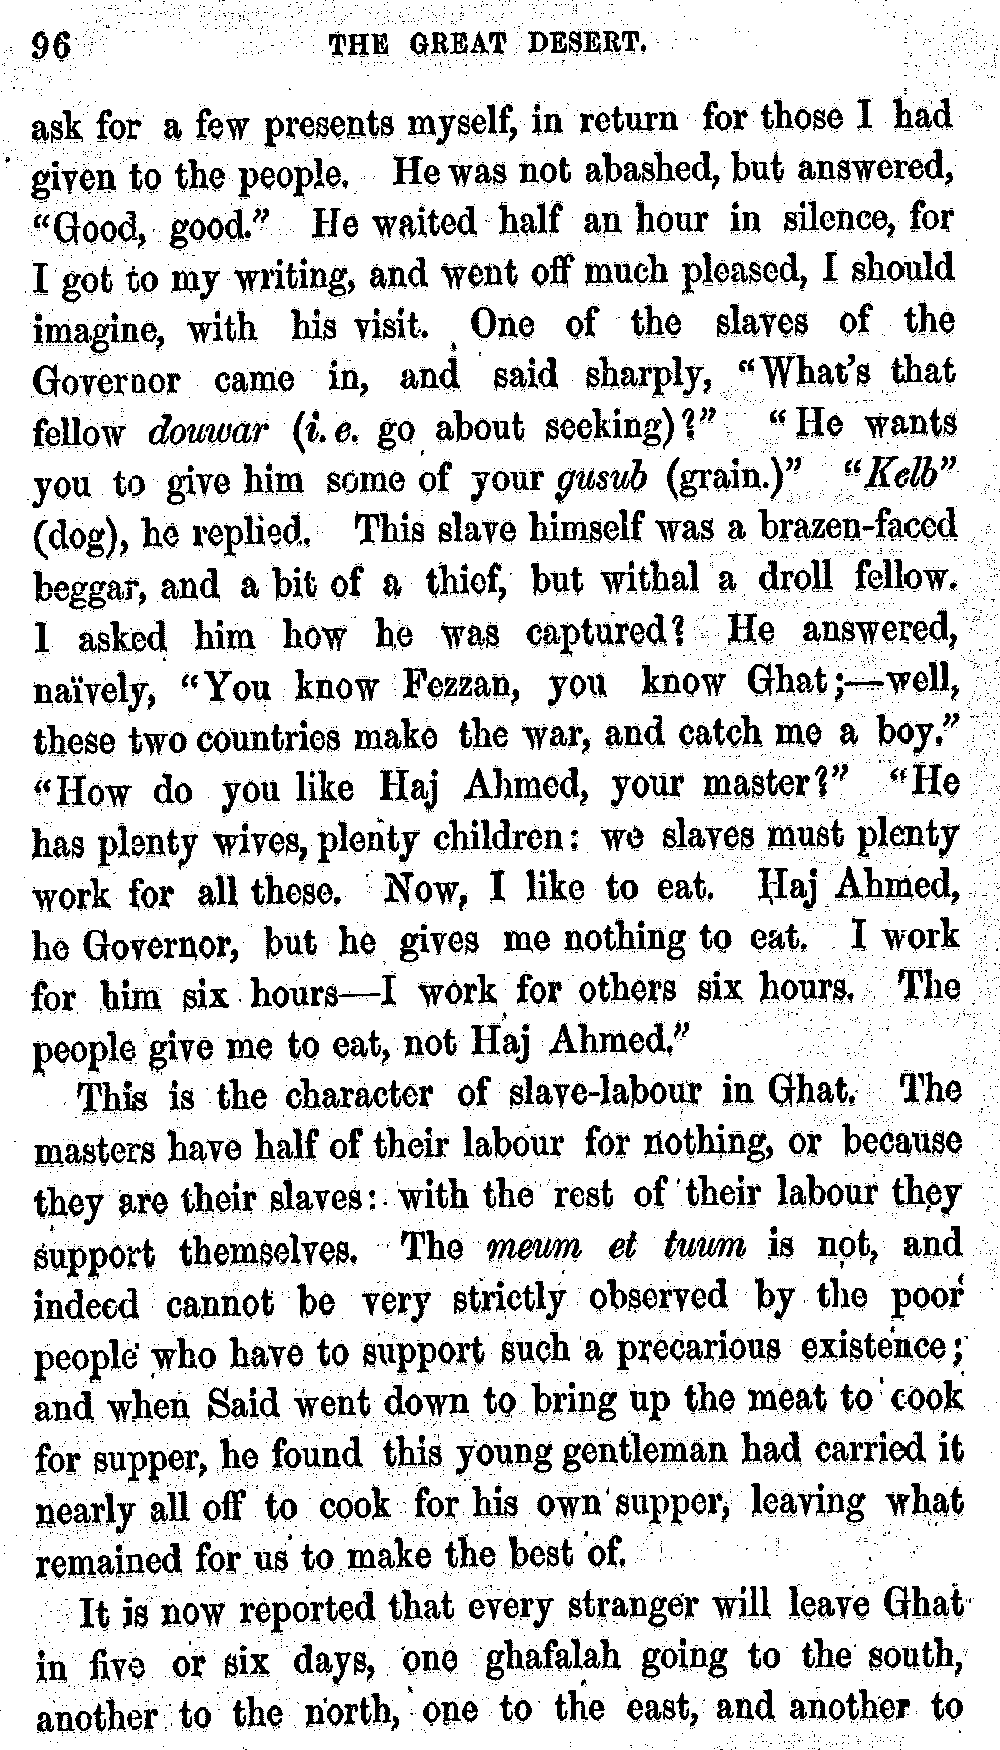 96 THE GREAT DESERT.
ask for a few presents myself, in return for those I had
given to the people. He was not abashed, but answered,
“Good, good.” He waited half an hour in silence, for
I got to my writing, and went off much pleased, I should
imagine, with his visit. One of the slaves of the
Governor came in, and said sharply, “What's that
fellow douwar (i. e. go about seeking)?” “He wants
you to give him some of your gusub (grain.)” “Kelb”
(dog), he replied. This slave himself was a brazen-faced
beggar, and a bit of a thief, but withal a droll fellow.
I asked him how he was captured? He answered,
naïvely, “You know Fezzan, you know Ghat;—well,
these two countries make the war, and catch me a boy.”
“How do you like Haj Ahmed, your master?” “He
has plenty wives, plenty children: we slaves must plenty
work for all these. Now, I like to eat. Haj Ahmed,
he Governor, but he gives me nothing to eat. I work
for him six hours—I work for others six hours. The
people give me to eat, not Haj Ahmed.”
This is the character of slave-labour in Ghat. The
masters have half of their labour for nothing, or because
they are their slaves: with the rest of their labour they
support themselves. The meum et tuum is not, and
indeed cannot be very strictly observed by the poor
people who have to support such a precarious existence;
and when Said went down to bring up the meat to cook
for supper, he found this young gentleman had carried it
nearly all off to cook for his own supper, leaving what
remained for us to make the best of.
It is now reported that every stranger will leave Ghat
in five or six days, one ghafalah going to the south,
another to the north, one to the east, and another to